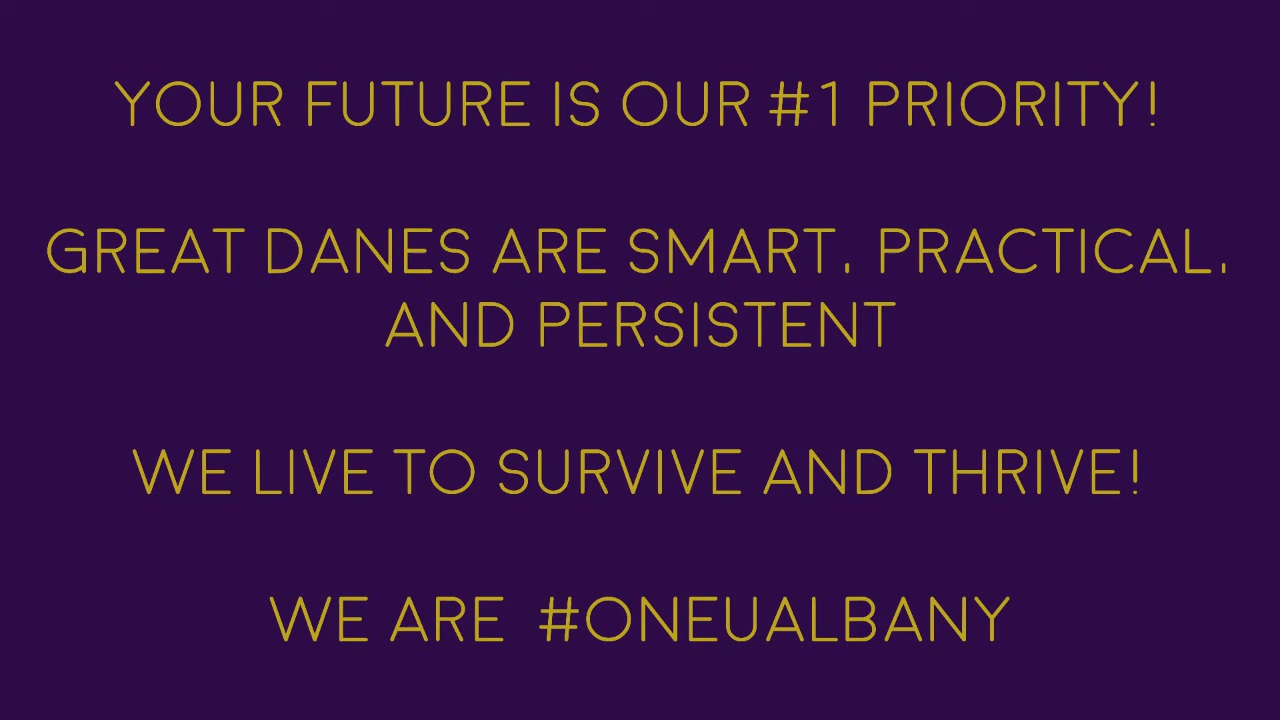 YOUR FUTURE IS OUR #1 PRIORITY!
GREAT DANES ARE SMART, PRACTICAL,
AND PERSISTENT
WE LIVE TO SURVIVE AND THRIVE!
WE ARE #ONEUALBANY